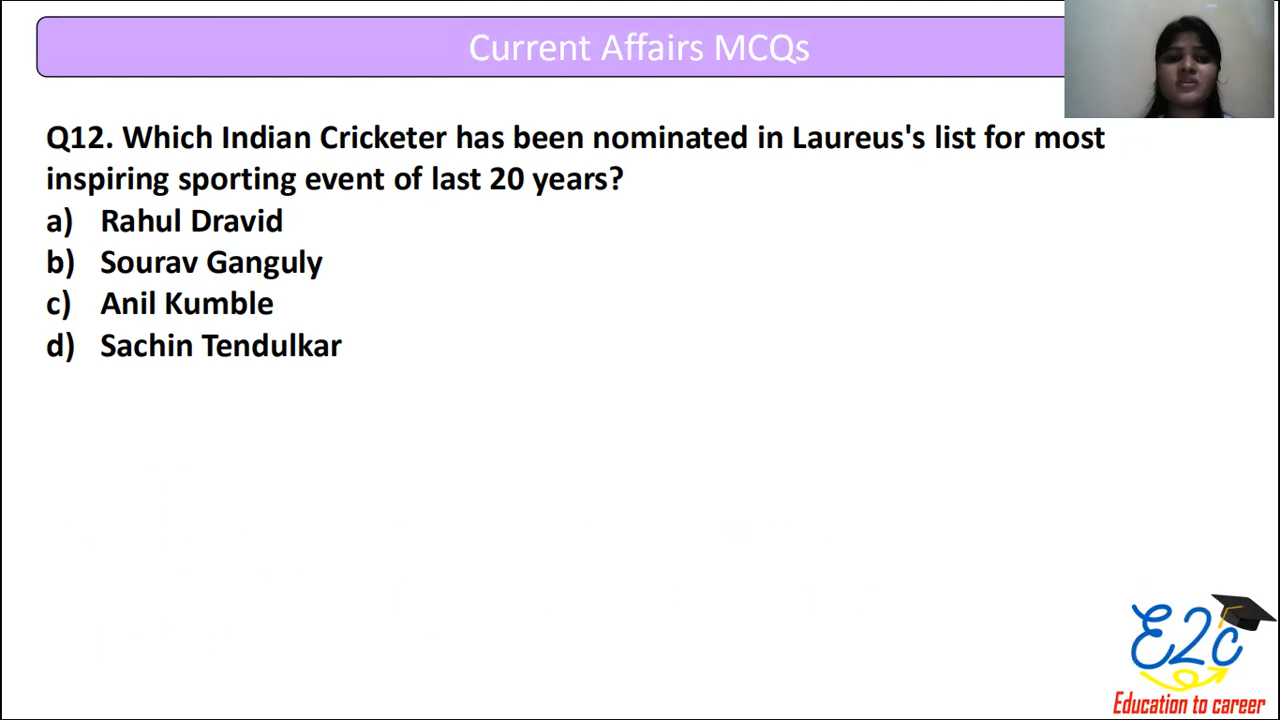 Current Affairs MCQs
Q12. Which Indian Cricketer has been nominated in Laureus's list for most
inspiring sporting event of last 20 years?
a) Rahul Dravid
b) Sourav Ganguly
c) Anil Kumble
d) Sachin Tendulkar
E2c
Education to career